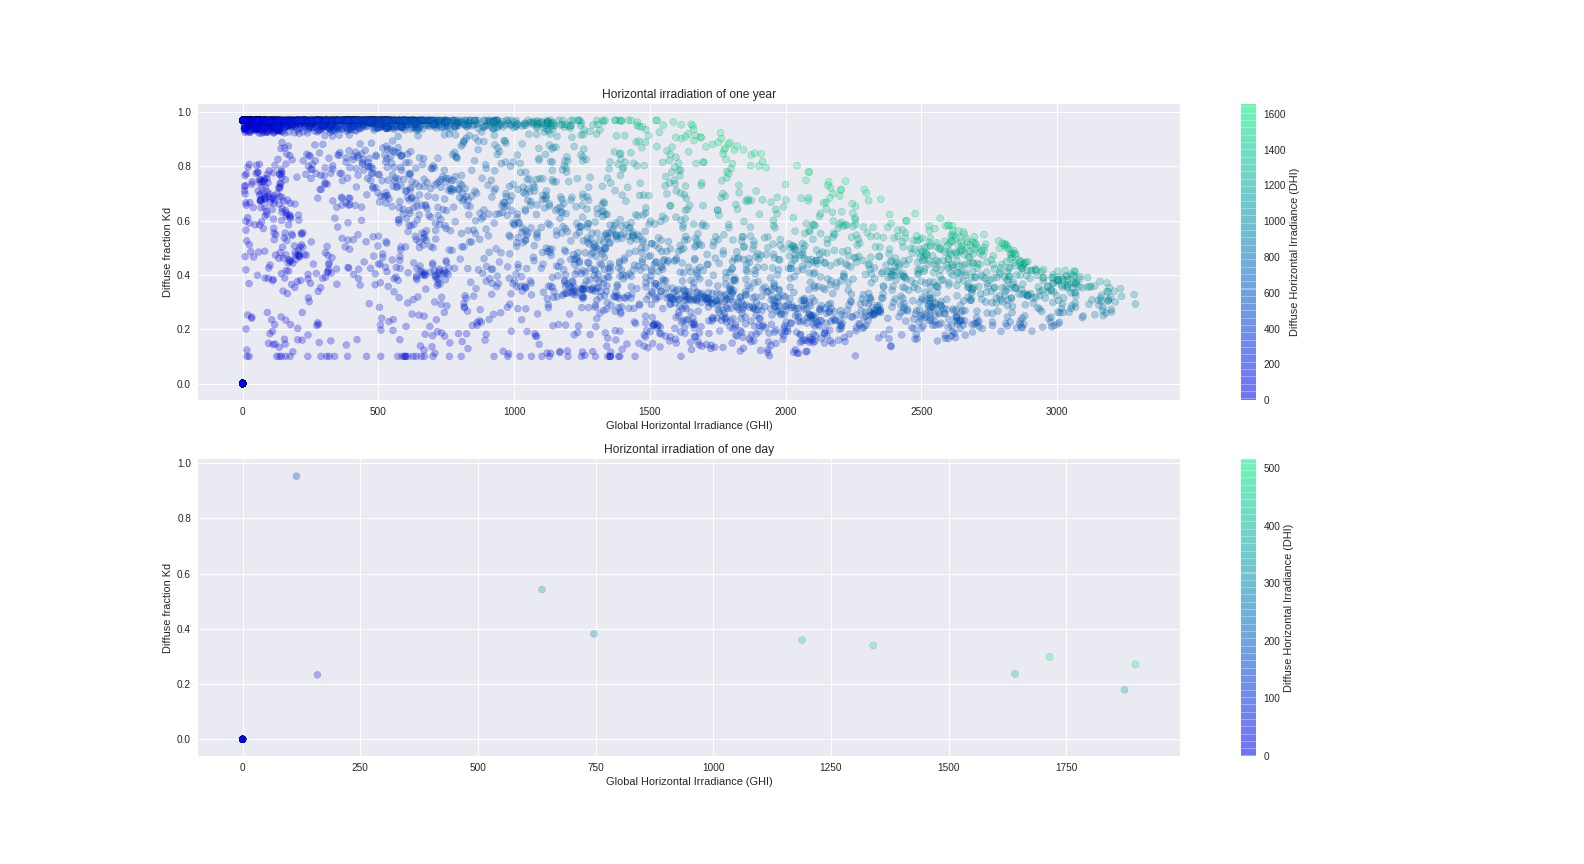 Horizontal irradiation of one year
1.0
0.8
0.6
0.4
0.2
0.0
Diffuse fraction Kd
0 500 1000 1500 2000 2500 3000
Global Horizontal Irradiance (GHI)
1600
1400
1200
1000
800
600
400
200
0
Diffuse Horizontal Irradiance (DHI)
Horizontal irradiation of one day
1.0
0.8
0.6
0.4
0.2
0.0
Diffuse fraction Kd
0 250 500 750 1000 1250 1500 1750
Global Horizontal Irradiance (GHI)
500
400
300
200
100
0
Diffuse Horizontal Irradiance (DHI)